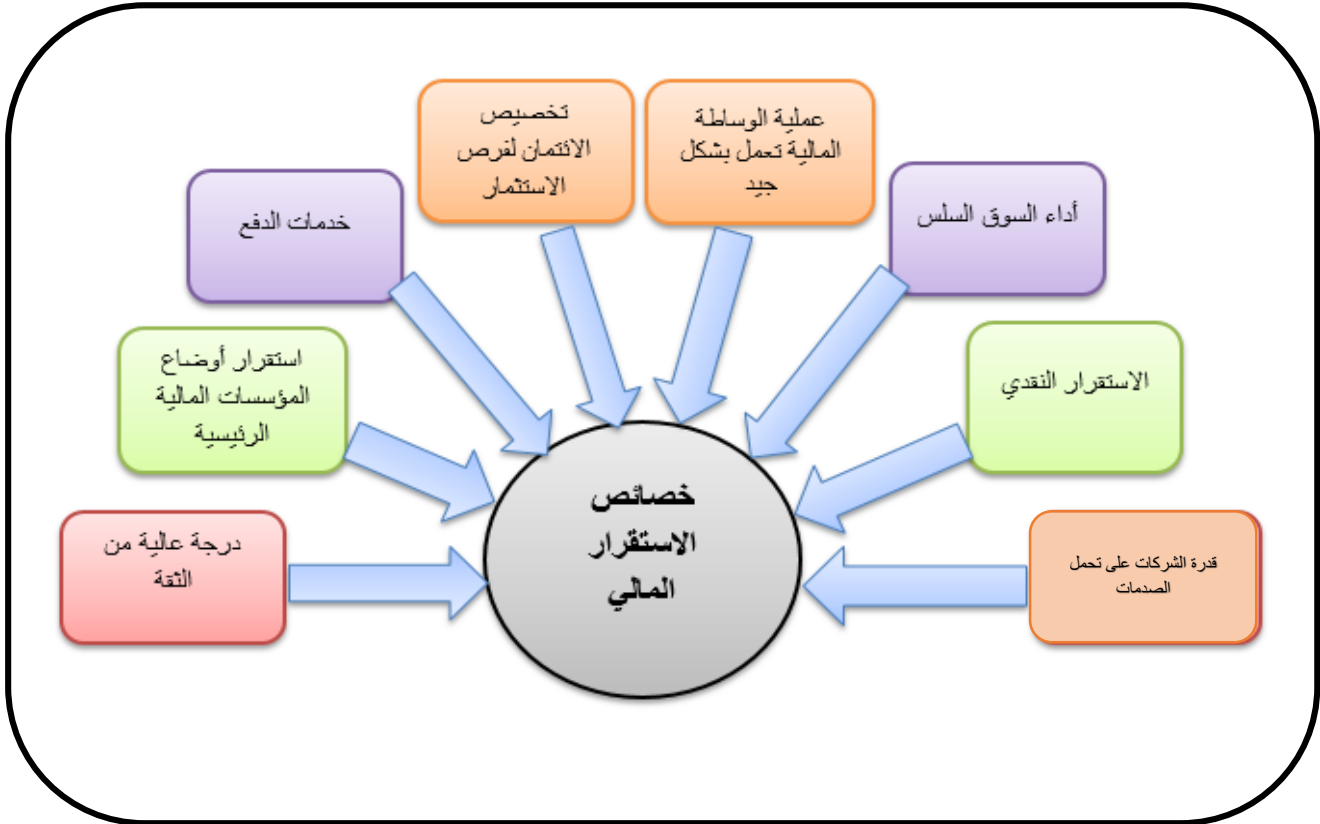 عملية الوساطة
المالية تعمل بشكل
جيد
تخصيص
الائتمان لفرص
الاستثمار
أداء السوق السلس
خدمات الدفع
الاستقرار النقدي
استقرار أوضاع
المؤسسات المالية
الرئيسية
خصائص
الاستقرار
المالي
قدرة الشركات على تحمل
الصدمات
درجة عالية من
الثقة